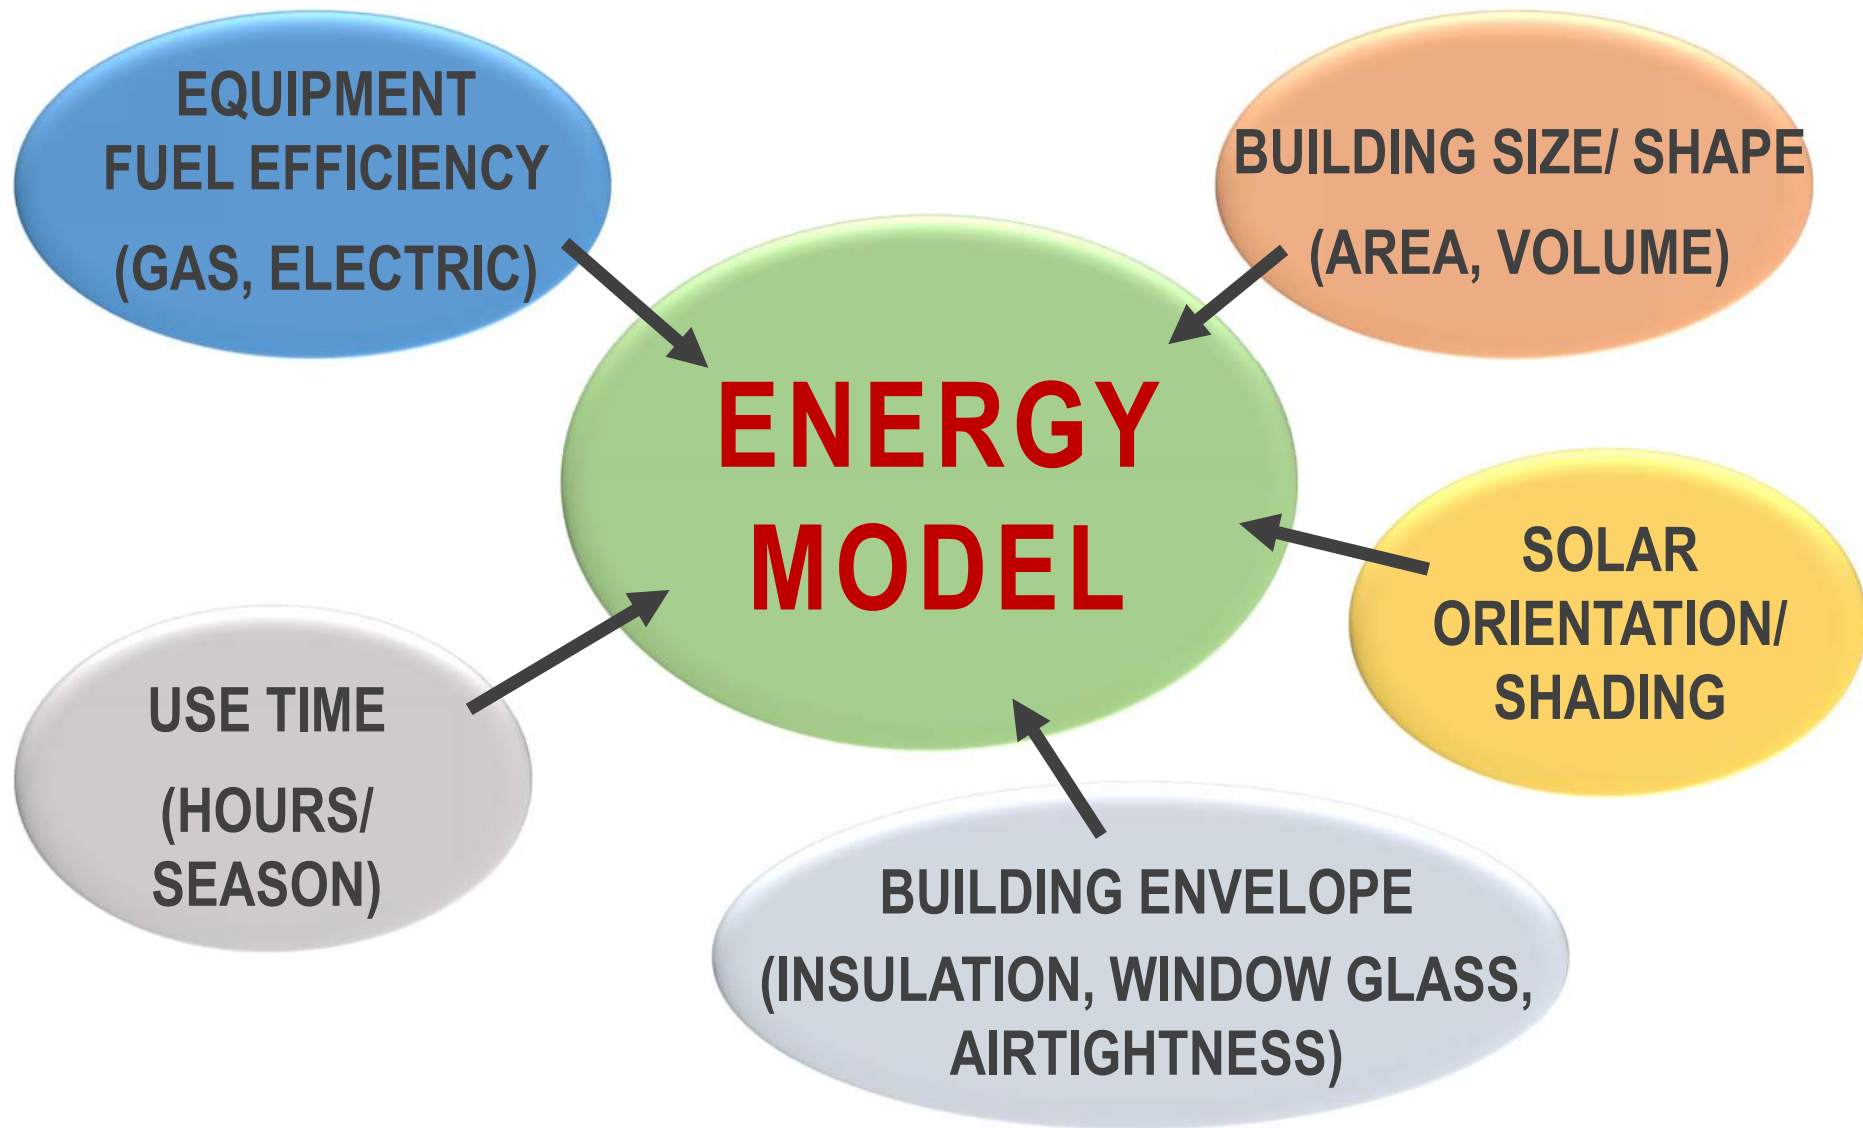 EQUIPMENT
FUEL EFFICIENCY
(GAS, ELECTRIC)
BUILDING SIZE/ SHAPE
(AREA, VOLUME)
ENERGY
MODEL
SOLAR
ORIENTATION/
SHADING
USE TIME
(HOURS/
SEASON)
BUILDING ENVELOPE
(INSULATION, WINDOW GLASS,
AIRTIGHTNESS)